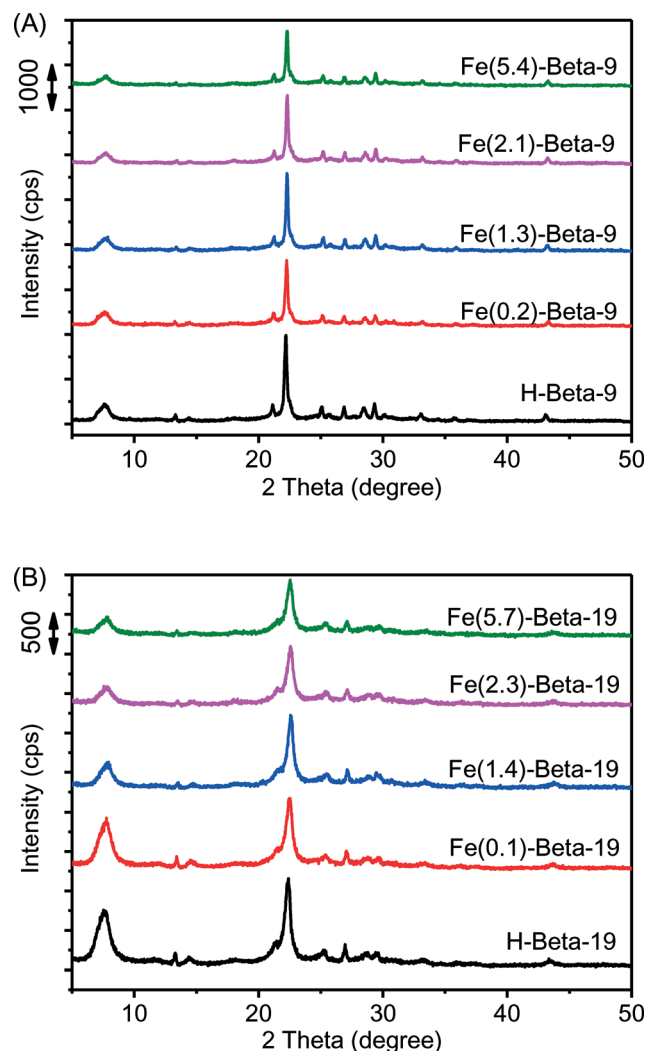 (A)
1000
Intensity (cps)
Fe(5.4)-Beta-9
Fe(2.1)-Beta-9
Fe(1.3)-Beta-9
Fe(0.2)-Beta-9
H-Beta-9
10 20 30 40 50
2 Theta (degree)
(B)
500
Intensity (cps)
Fe(5.7)-Beta-19
Fe(2.3)-Beta-19
Fe(1.4)-Beta-19
Fe(0.1)-Beta-19
H-Beta-19
10 20 30 40 50
2 Theta (degree)